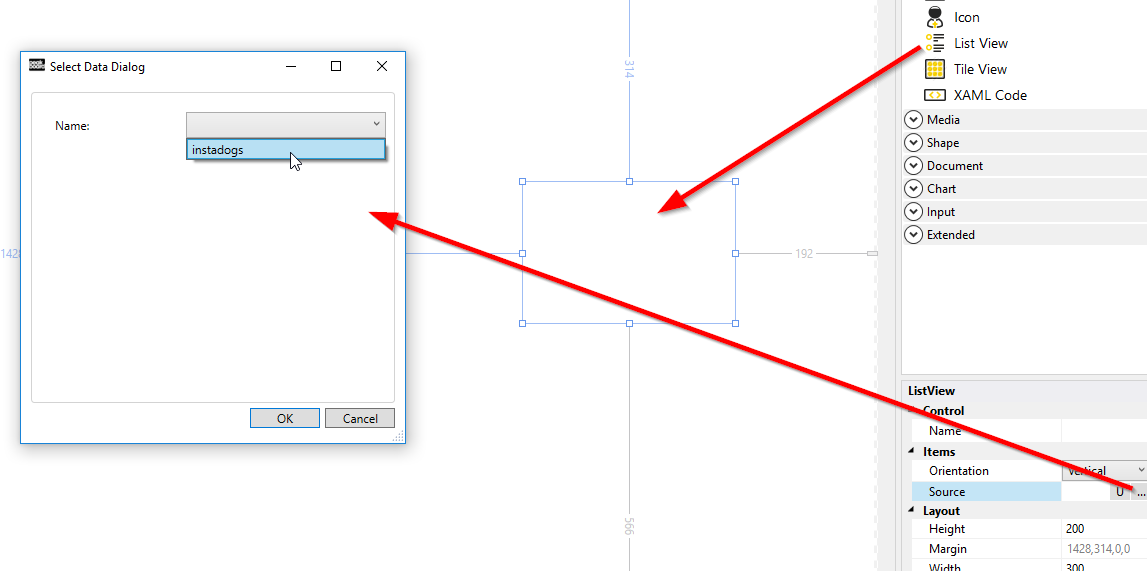 Select Data Dialog
Name:
instadogs
OK
Cancel
314
1428
192
566
Icon
List View
Tile View
XAML Code
Media
Shape
Document
Chart
Input
Extended
ListView
Control
Name
Items
Orientation Vertical
Source U ...
Layout
Height 200
Margin 1428,314,0,0
Width 300